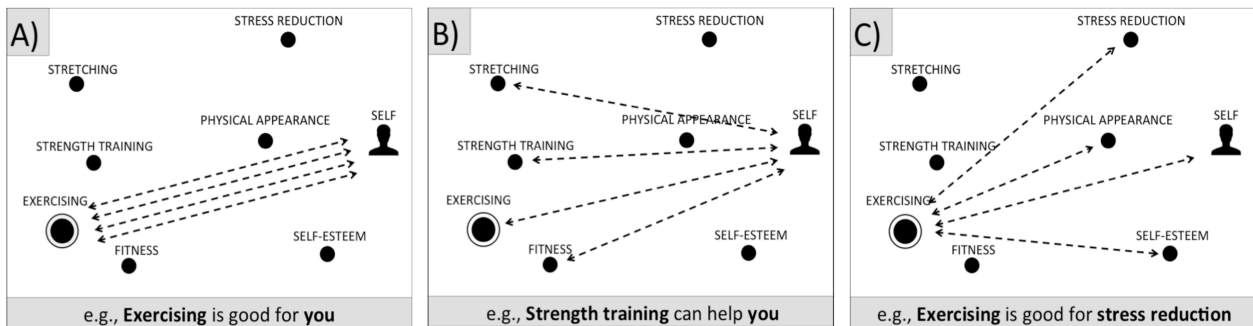 A)
STRESS REDUCTION
STRETCHING
SELF
PHYSICAL APPEARANCE
STRENGTH TRAINING
EXERCISING
SELF-ESTEEM
FITNESS
e.g., Exercising is good for you
B)
STRESS REDUCTION
STRETCHING
SELF
PHYSICAL APPEARANCE
STRENGTH TRAINING
EXERCISING
SELF-ESTEEM
FITNESS
e.g., Strength training can help you
C)
STRESS REDUCTION
STRETCHING
SELF
PHYSICAL APPEARANCE
STRENGTH TRAINING
EXERCISING
SELF-ESTEEM
FITNESS
e.g., Exercising is good for stress reduction